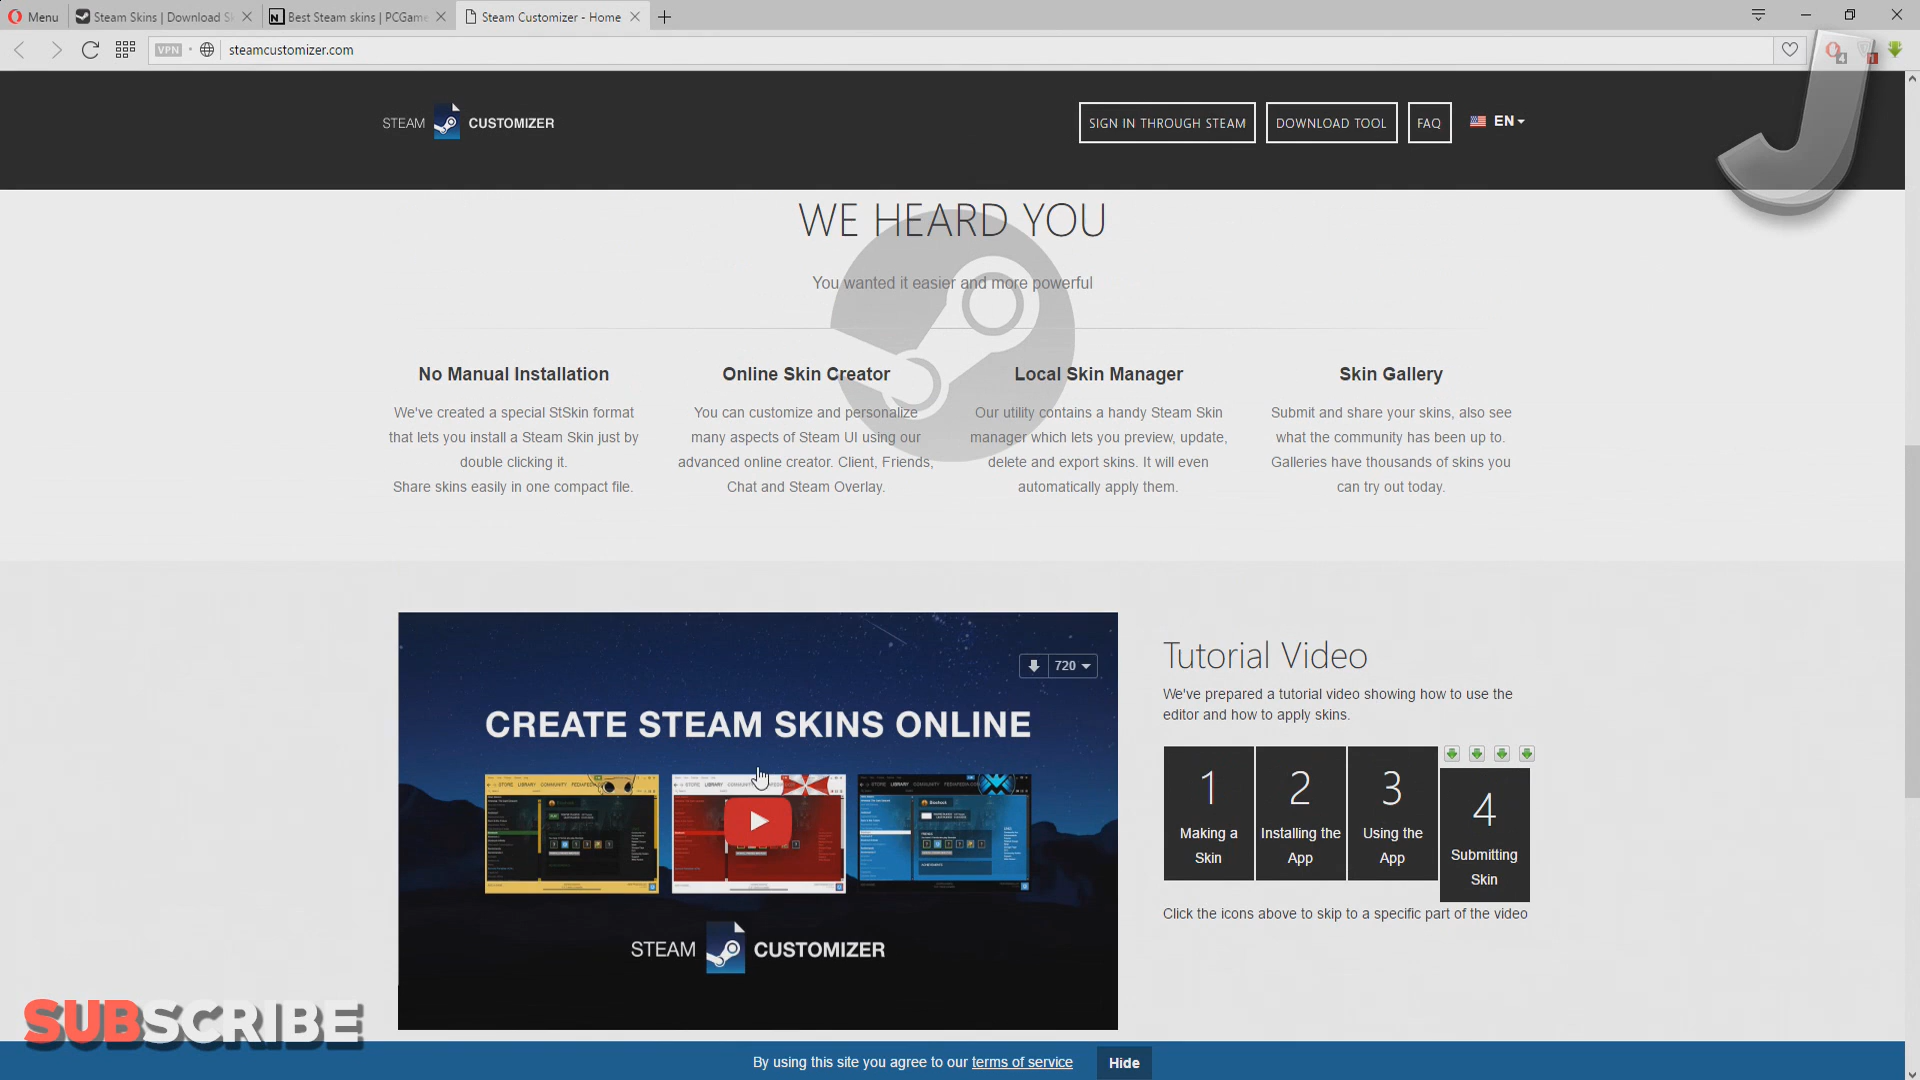 Menu
Steam Skins | Download Sk
Best Steam skins | PCGame
Steam Customizer - Home
VPN
steamcustomizer.com
4
STEAM CUSTOMIZER
SIGN IN THROUGH STEAM
DOWNLOAD TOOL
FAQ
EN
J
WE HEARD YOU
You wanted it easier and more powerful
No Manual Installation
We've created a special StSkin format
that lets you install a Steam Skin just by
double clicking it.
Share skins easily in one compact file.
Online Skin Creator
You can customize and personalize
many aspects of Steam UI using our
advanced online creator. Client, Friends,
Chat and Steam Overlay.
Local Skin Manager
Our utility contains a handy Steam Skin
manager which lets you preview, update,
delete and export skins. It will even
automatically apply them.
Skin Gallery
Submit and share your skins, also see
what the community has been up to.
Galleries have thousands of skins you
can try out today.
720
CREATE STEAM SKINS ONLINE
STEAM CUSTOMIZER
Tutorial Video
We've prepared a tutorial video showing how to use the
editor and how to apply skins.
1
Making a
Skin
2
Installing the
App
3
Using the
App
4
Submitting
Skin
Click the icons above to skip to a specific part of the video
SUBSCRIBE
By using this site you agree to our terms of service
Hide